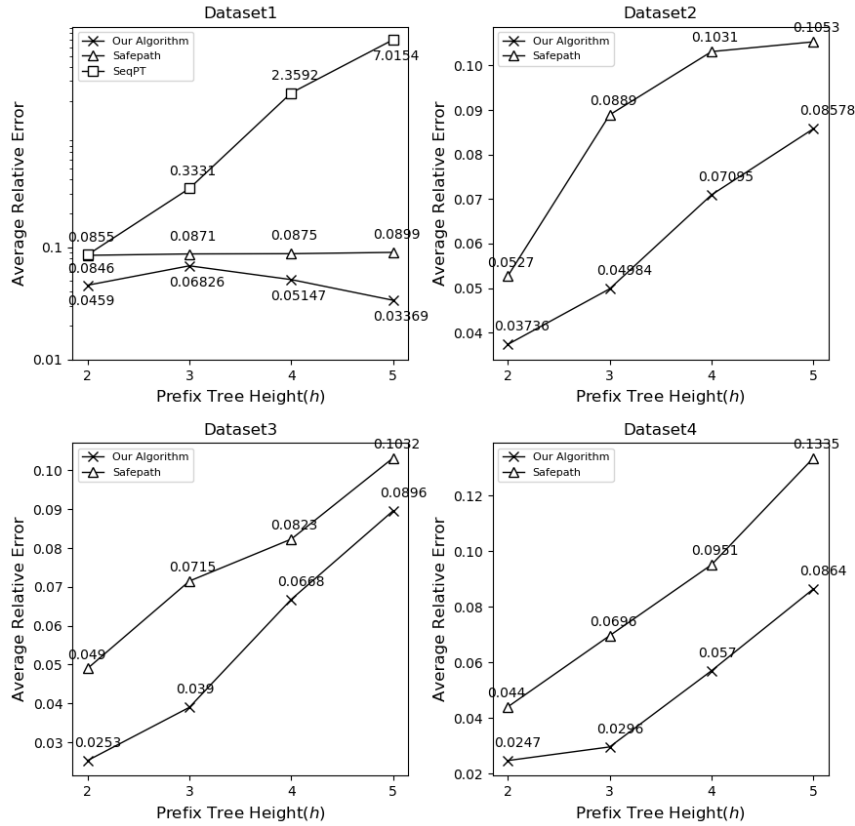 Dataset1
Our Algorithm
Safepath
SeqPT
7.0154
2.3592
0.3331
0.0855
0.0871
0.0875
0.0899
0.0846
0.0459
0.06826
0.05147
0.03369
0.1
0.01
Average Relative Error
2 3 4 5
Prefix Tree Height(h)
Dataset2
Our Algorithm
Safepath
0.1053
0.1031
0.0889
0.08578
0.07095
0.0527
0.04984
0.03736
0.10
0.09
0.08
0.07
0.06
0.05
0.04
Average Relative Error
2 3 4 5
Prefix Tree Height(h)
Dataset3
Our Algorithm
Safepath
0.1032
0.0896
0.0823
0.0715
0.0668
0.049
0.039
0.0253
0.10
0.09
0.08
0.07
0.06
0.05
0.04
0.03
Average Relative Error
2 3 4 5
Prefix Tree Height(h)
Dataset4
Our Algorithm
Safepath
0.1335
0.0951
0.0864
0.0696
0.057
0.044
0.0296
0.0247
0.12
0.10
0.08
0.06
0.04
0.02
Average Relative Error
2 3 4 5
Prefix Tree Height(h)